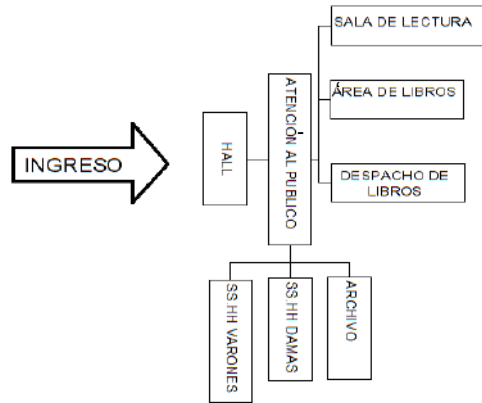 INGRESO
HALL
ATENCIÓN AL PUBLICO
SALA DE LECTURA
ÁREA DE LIBROS
DESPACHO DE
LIBROS
SS.HH VARONES
SS.HH DAMAS
ARCHIVO